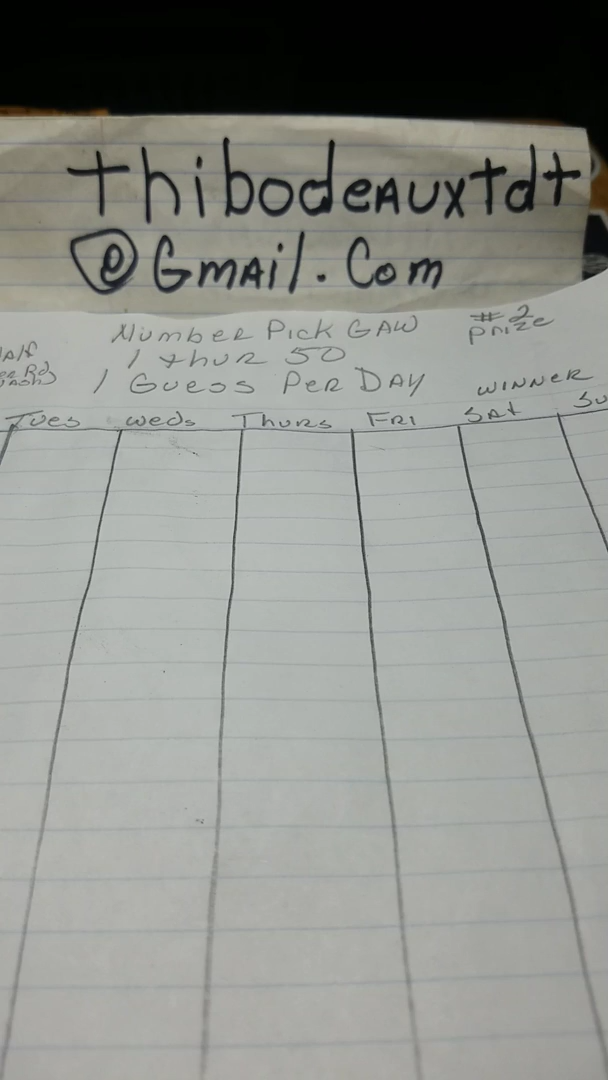 thibodeAUxtdt
@GmAil.Com
Number Pick GAW
#2
prize
1 thur 50
1 Guess Per DAY
WINNER
Tues Weds Thurs FRI SAt Su